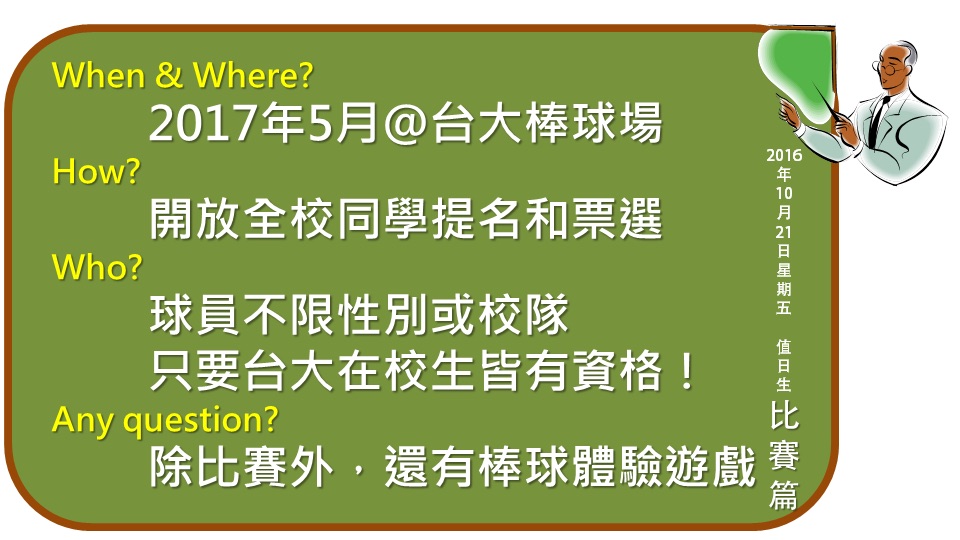 When & Where?
2017年5月@台大棒球場
How?
開放全校同學提名和票選
Who?
球員不限性別或校隊
只要台大在校生皆有資格！
Any question?
除比賽外，還有棒球體驗遊戲
2016年10月21日星期五 值日生 比賽篇